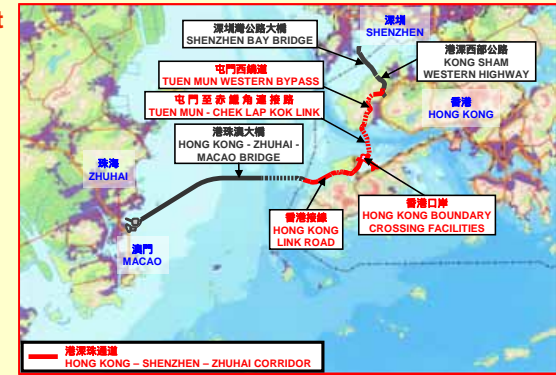 t
深圳灣公路大橋
SHENZHEN BAY BRIDGE
深圳
SHENZHEN
港深西部公路
KONG SHAM
WESTERN HIGHWAY
屯門西繞道
TUEN MUN WESTERN BYPASS
屯門至赤鱲角連接路
TUEN MUN - CHEK LAP KOK LINK
香港
HONG KONG
港珠澳大橋
HONG KONG - ZHUHAI -
MACAO BRIDGE
珠海
ZHUHAI
澳門
MACAO
香港接線
HONG KONG
LINK ROAD
香港口岸
HONG KONG BOUNDARY
CROSSING FACILITIES
港深珠通道
HONG KONG – SHENZHEN – ZHUHAI CORRIDOR